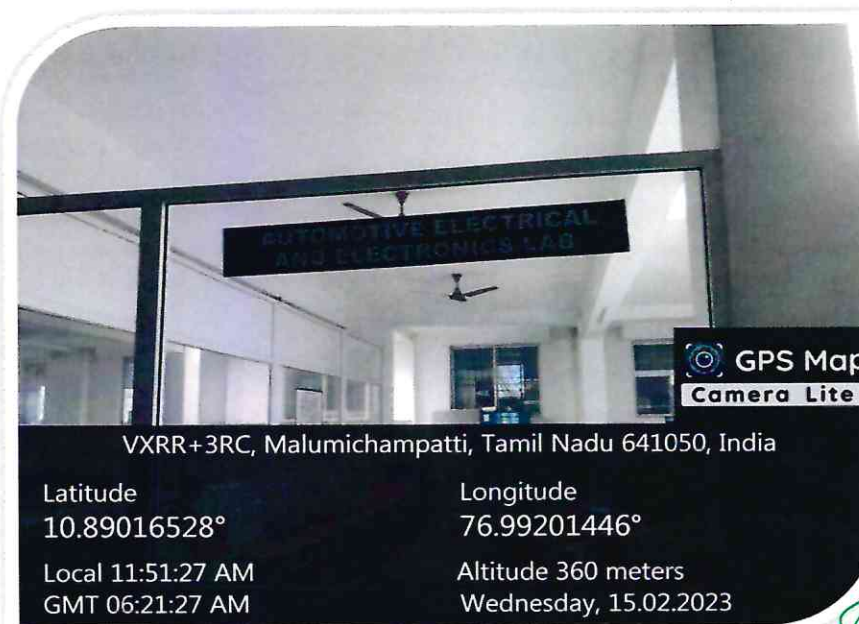 AUTOMOTIVE ELECTRICAL
AND ELECTRONICS LAB
GPS Map
Camera Lite
VXRR+3RC, Malumichampatti, Tamil Nadu 641050, India
Latitude
10.89016528°
Longitude
76.99201446°
Local 11:51:27 AM
GMT 06:21:27 AM
Altitude 360 meters
Wednesday, 15.02.2023